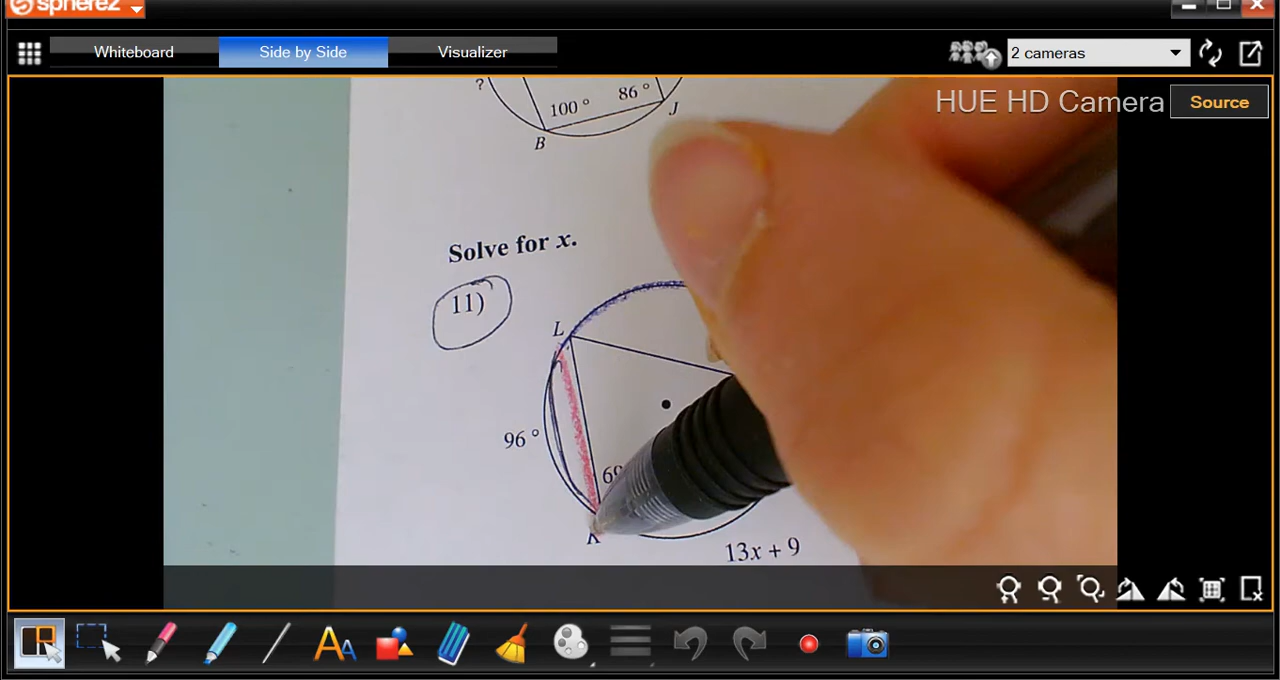 spherez
Whiteboard
Side by Side
Visualizer
2 cameras
HUE HD Camera
Source
?
100 °
86 °
J
B
Solve for x.
11)
L
96 °
K
13x + 9